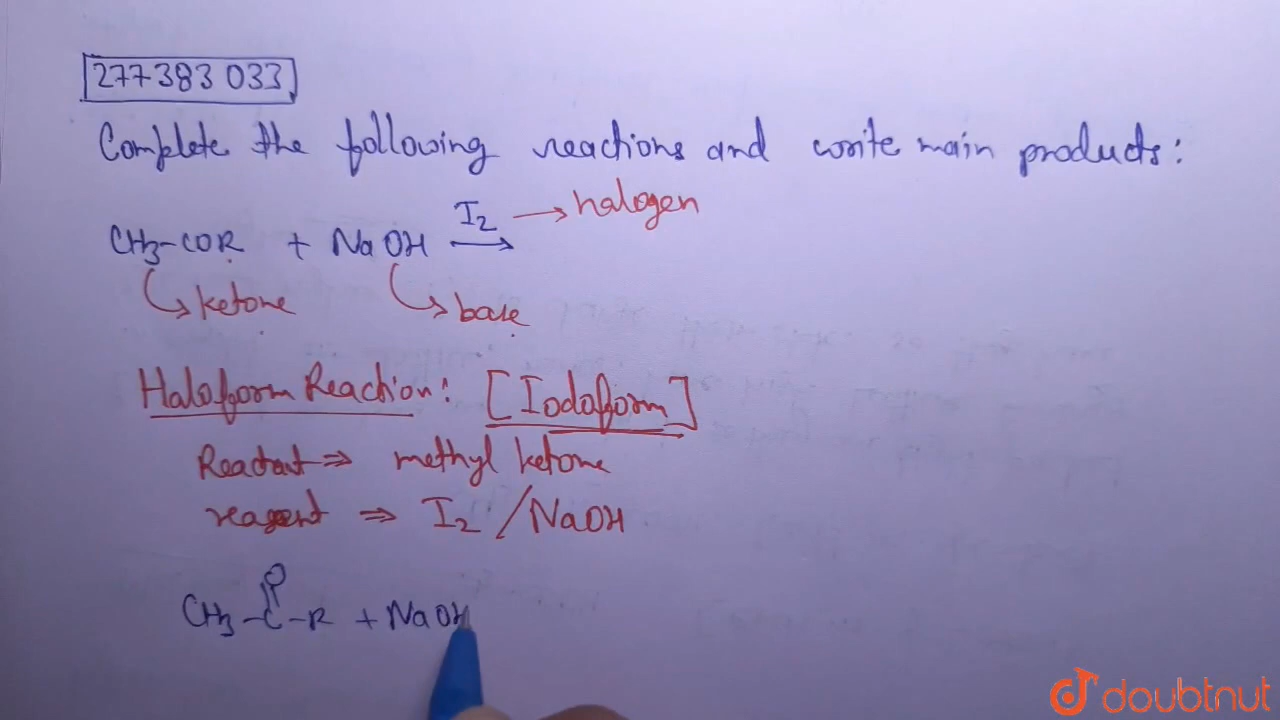 277383033
Complete the following reactions and write main products:
I2 → halogen
CH3-COR + NaOH →
ketone base
Haloform Reaction: [Iodoform]
Reactant ⇒ methyl ketone
reagent ⇒ I2/NaOH
O
CH3-C-R + NaOH
doubtnut